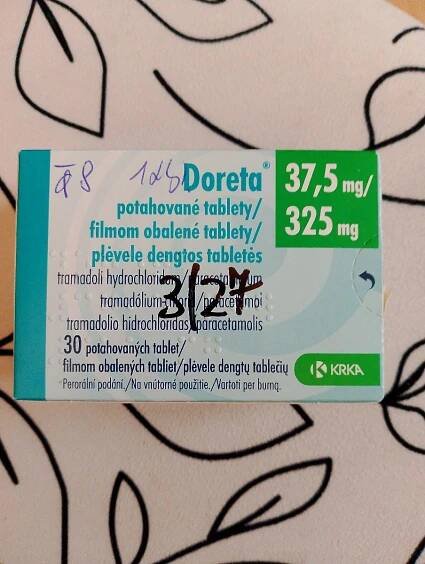 Doreta®
37,5 mg/
325 mg
potahované tablety/
filmom obalené tablety/
plėvele dengtos tabletės
tramadoli hydrochloridum/paracetamolum
tramadólium-chlorid/paracetamol
tramadolio hidrochloridas/paracetamolis
3/27
30 potahovaných tablet/
filmom obalených tabliet/plėvele dengtų tablečių
Perorální podání./Na vnútorné použitie./Vartoti per burną.
KRKA